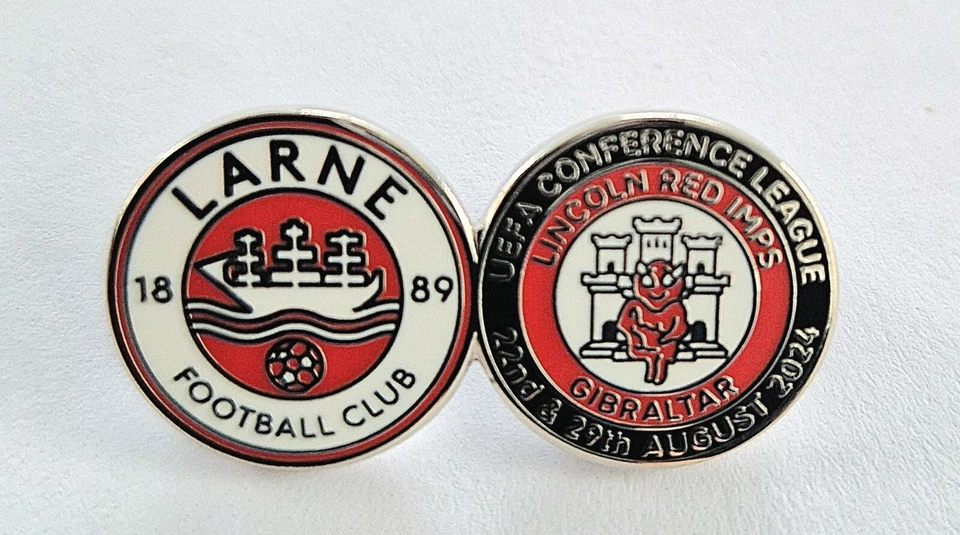 LARNE
18 89
FOOTBALL CLUB
UEFA CONFERENCE LEAGUE
LINCOLN RED IMPS
GIBRALTAR
22nd & 29th AUGUST 2024